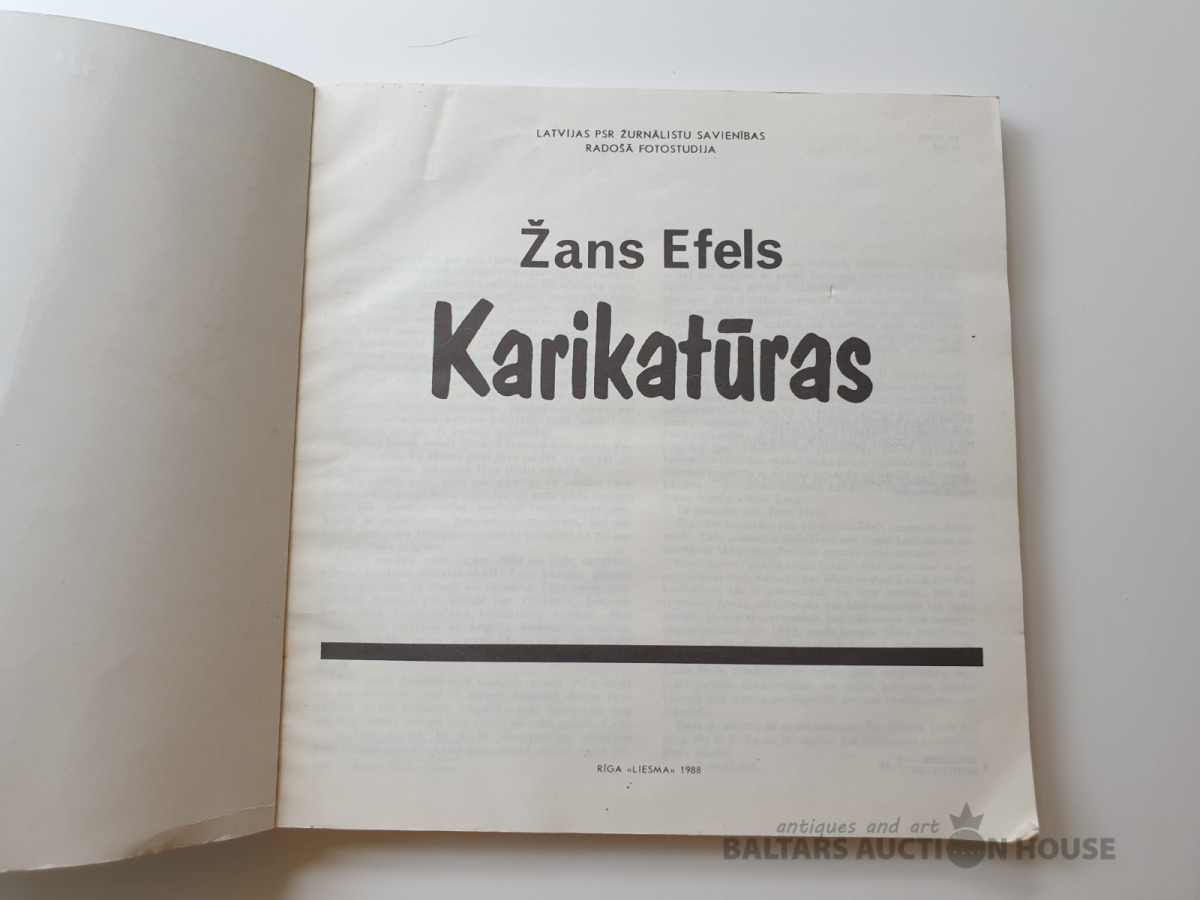 LATVIJAS PSR ŽURNĀLISTU SAVIENĪBAS
RADOŠĀ FOTOSTUDIJA
Žans Efels
Karikatūras
RĪGA «LIESMA» 1988
antiques and art
BALTARS AUCTION HOUSE